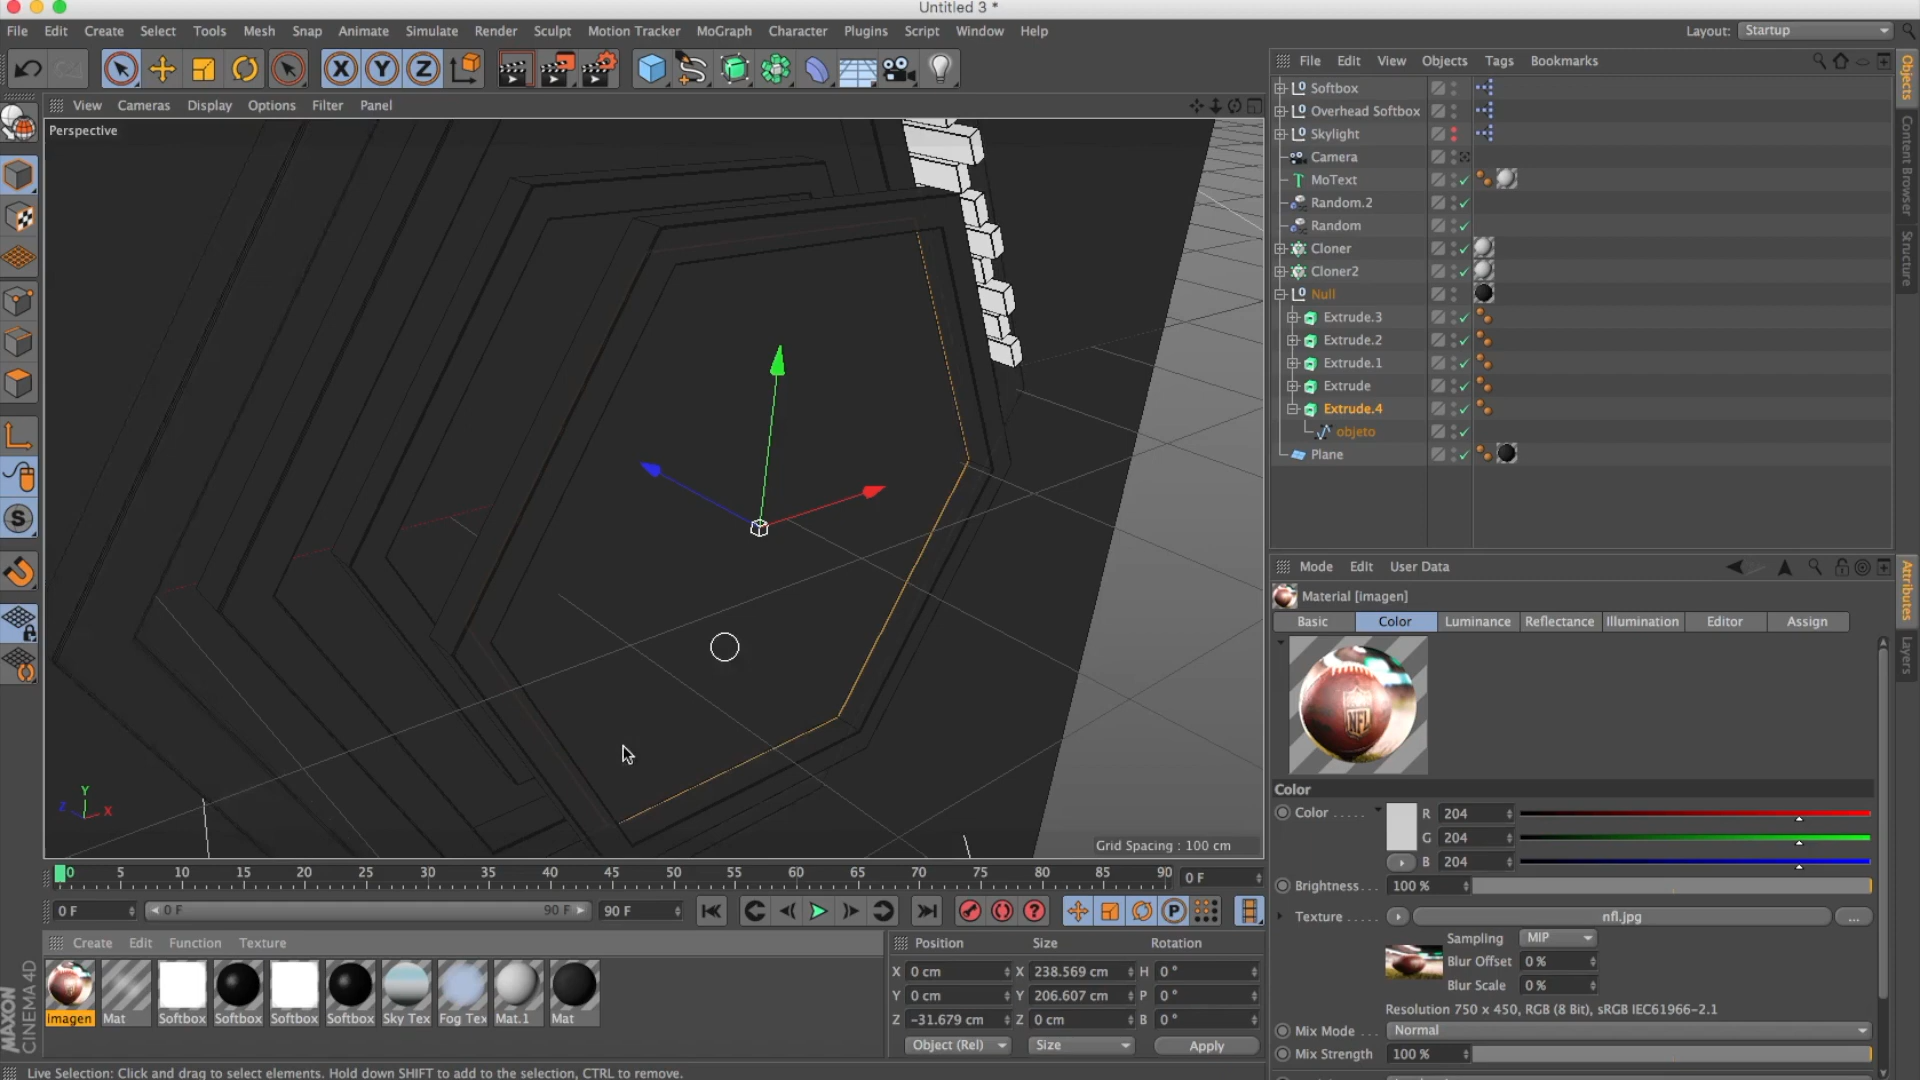 Untitled 3 *
File Edit Create Select Tools Mesh Snap Animate Simulate Render Sculpt Motion Tracker MoGraph Character Plugins Script Window Help Layout: Startup
X Y Z
File Edit View Objects Tags Bookmarks
View Cameras Display Options Filter Panel
Perspective
Softbox
Overhead Softbox
Skylight
Camera
MoText
Random.2
Random
Cloner
Cloner2
Null
Extrude.3
Extrude.2
Extrude.1
Extrude
Extrude.4
objeto
Plane
Objects
Content Browser
Structure
S
Y
Z X
Grid Spacing : 100 cm
Mode Edit User Data
Material [imagen]
Basic Color Luminance Reflectance Illumination Editor Assign
Attributes
Layers
NFL
Color
Color R 204
G 204
B 204
Brightness 100 %
Texture nfl.jpg ...
Sampling MIP
Blur Offset 0 %
Blur Scale 0 %
Resolution 750 x 450, RGB (8 Bit), sRGB IEC61966-2.1
Mix Mode Normal
Mix Strength 100 %
0 5 10 15 20 25 30 35 40 45 50 55 60 65 70 75 80 85 90 0 F
0 F 0 F 90 F 90 F
P
Create Edit Function Texture
Imagen Mat Softbox Softbox Softbox Softbox Sky Tex Fog Tex Mat.1 Mat
Position Size Rotation
X 0 cm X 238.569 cm H 0 °
Y 0 cm Y 206.607 cm P 0 °
Z -31.679 cm Z 0 cm B 0 °
Object (Rel) Size Apply
MAXON
CINEMA 4D
Live Selection: Click and drag to select elements. Hold down SHIFT to add to the selection, CTRL to remove.